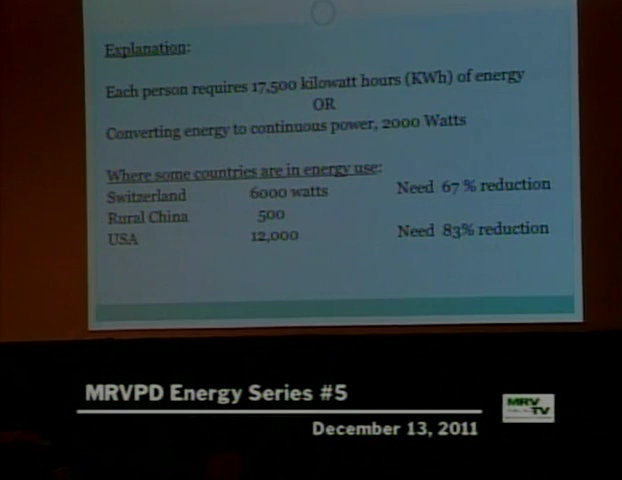 Explanation:
Each person requires 17,500 kilowatt hours (KWh) of energy
OR
Converting energy to continuous power, 2000 Watts
Where some countries are in energy use:
Switzerland 6000 watts Need 67 % reduction
Rural China 500
USA 12,000 Need 83% reduction
MRVPD Energy Series #5
December 13, 2011
MRV
TV